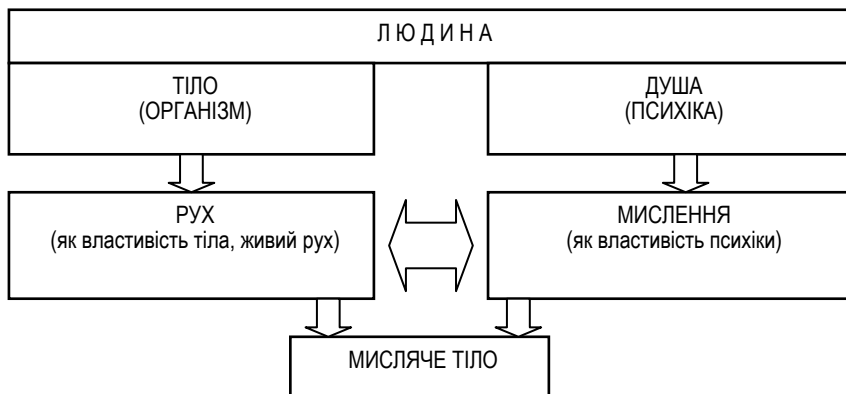 Л Ю Д И Н А
ТІЛО
(ОРГАНІЗМ)
ДУША
(ПСИХІКА)
РУХ
(як властивість тіла, живий рух)
МИСЛЕННЯ
(як властивість психіки)
МИСЛЯЧЕ ТІЛО